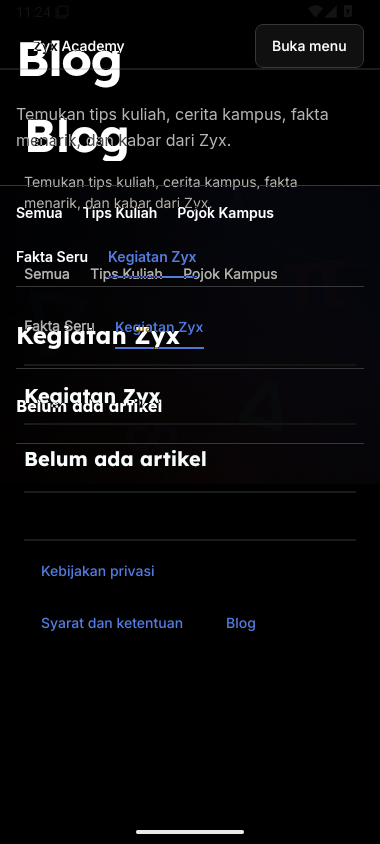 11:24
Zyx Academy
Buka menu
Blog
Temukan tips kuliah, cerita kampus, fakta
menarik, dan kabar dari Zyx.
Blog
Temukan tips kuliah, cerita kampus, fakta
menarik, dan kabar dari Zyx.
Semua Tips Kuliah Pojok Kampus
Fakta Seru Kegiatan Zyx
Semua Tips Kuliah Pojok Kampus
Fakta Seru Kegiatan Zyx
Kegiatan Zyx
Kegiatan Zyx
Belum ada artikel
Belum ada artikel
Kebijakan privasi
Syarat dan ketentuan Blog